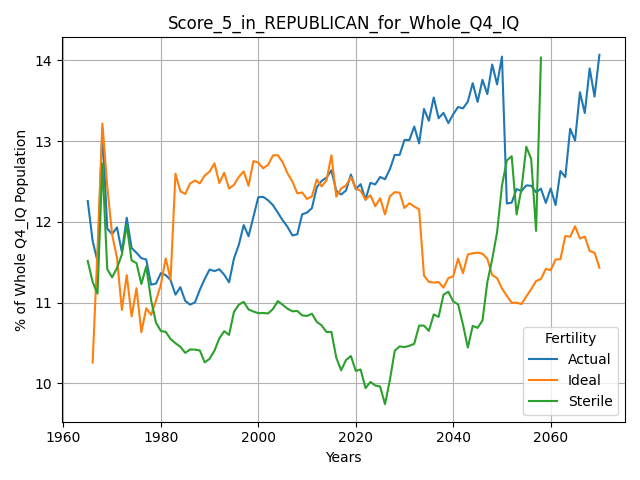 Score_5_in_REPUBLICAN_for_Whole_Q4_IQ
% of Whole Q4_IQ Population
14
13
12
11
10
1960
1980
2000
2020
2040
2060
Years
Fertility
Actual
Ideal
Sterile